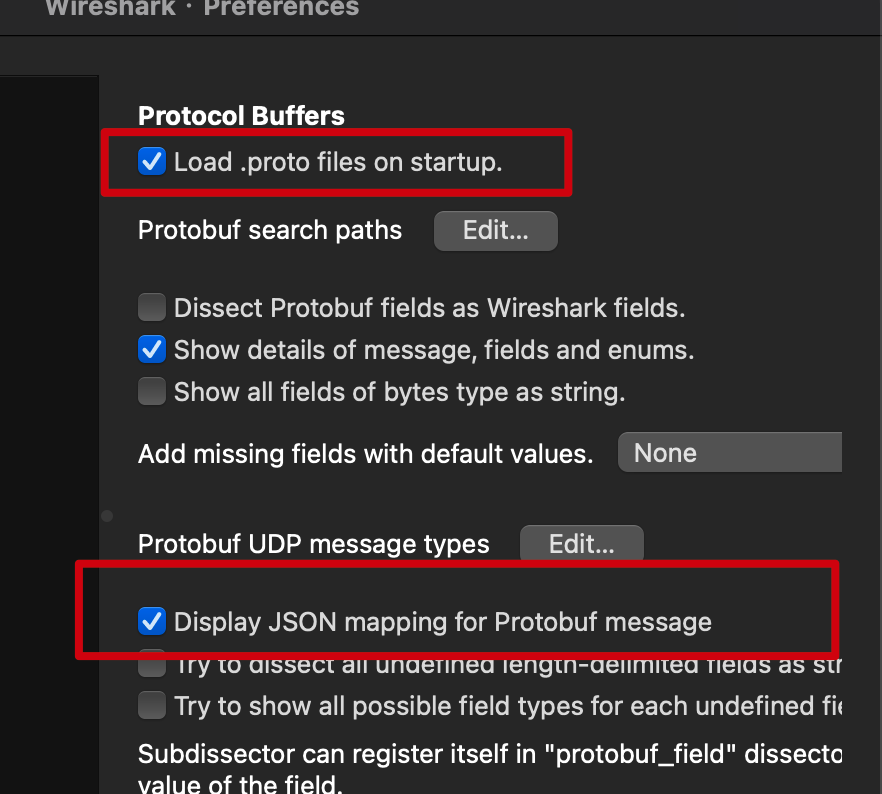 Wireshark · Preferences
Protocol Buffers
Load .proto files on startup.
Protobuf search paths Edit...
Dissect Protobuf fields as Wireshark fields.
Show details of message, fields and enums.
Show all fields of bytes type as string.
Add missing fields with default values. None
Protobuf UDP message types Edit...
Display JSON mapping for Protobuf message
Try to dissect all undefined length-delimited fields as str
Try to show all possible field types for each undefined fie
Subdissector can register itself in "protobuf_field" dissecto
value of the field.